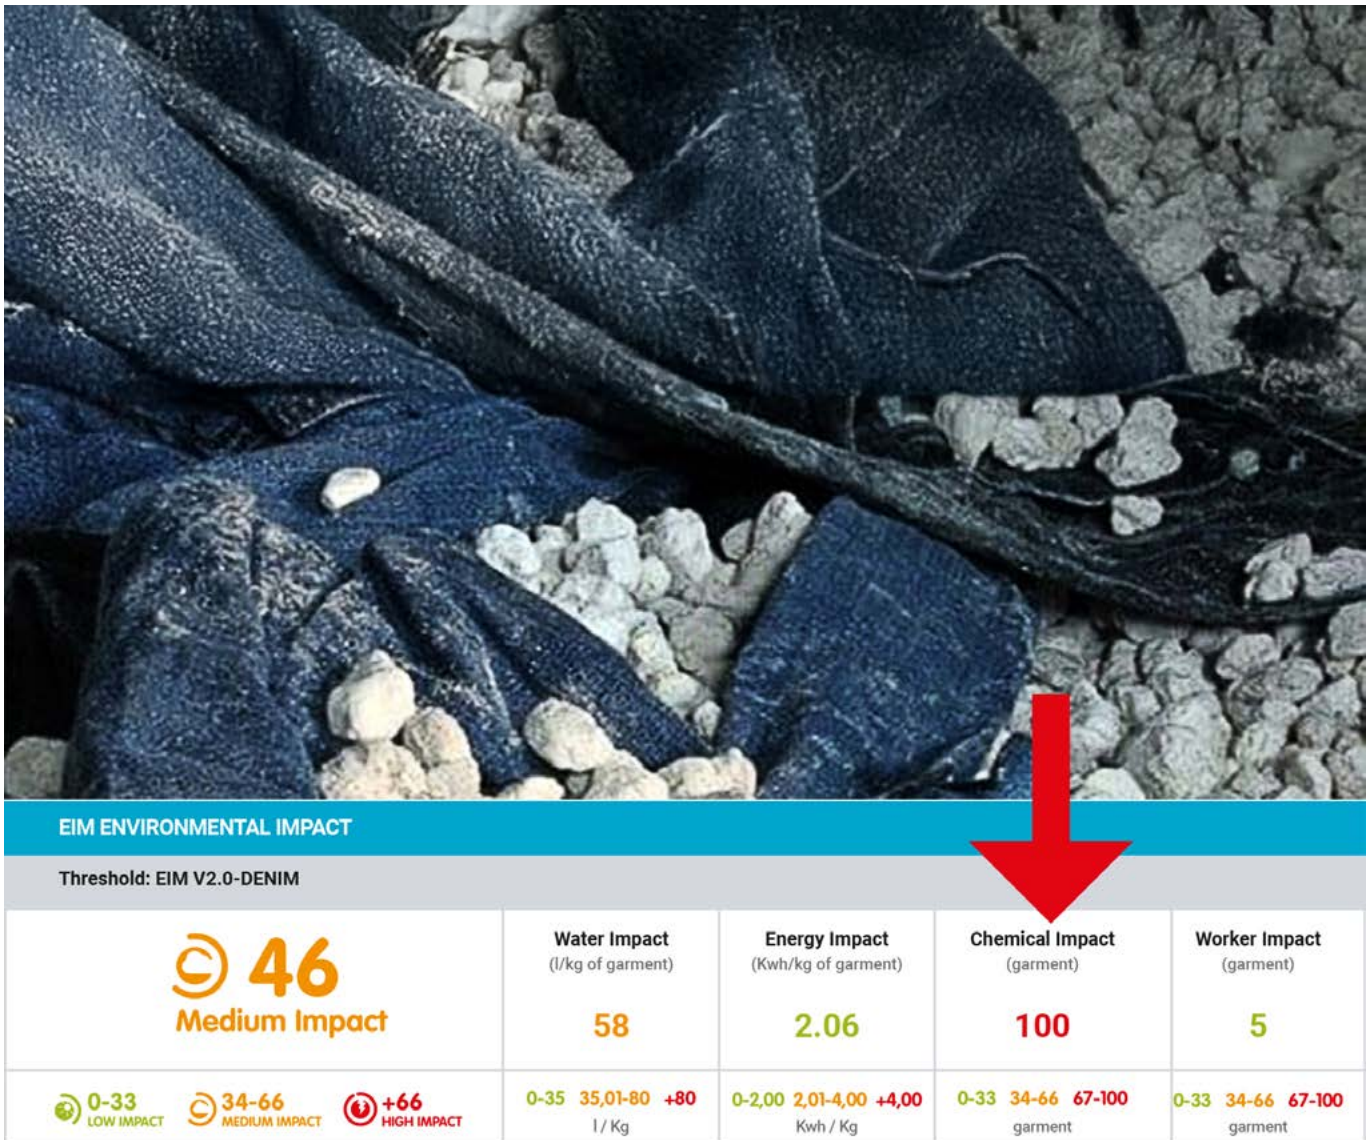 EIM ENVIRONMENTAL IMPACT
Threshold: EIM V2.0-DENIM
46
Medium Impact
Water Impact
(l/kg of garment)
58
Energy Impact
(Kwh/kg of garment)
2.06
Chemical Impact
(garment)
100
Worker Impact
(garment)
5
0-33
LOW IMPACT
34-66
MEDIUM IMPACT
+66
HIGH IMPACT
0-35 35,01-80 +80
l / Kg
0-2,00 2,01-4,00 +4,00
Kwh / Kg
0-33 34-66 67-100
garment
0-33 34-66 67-100
garment